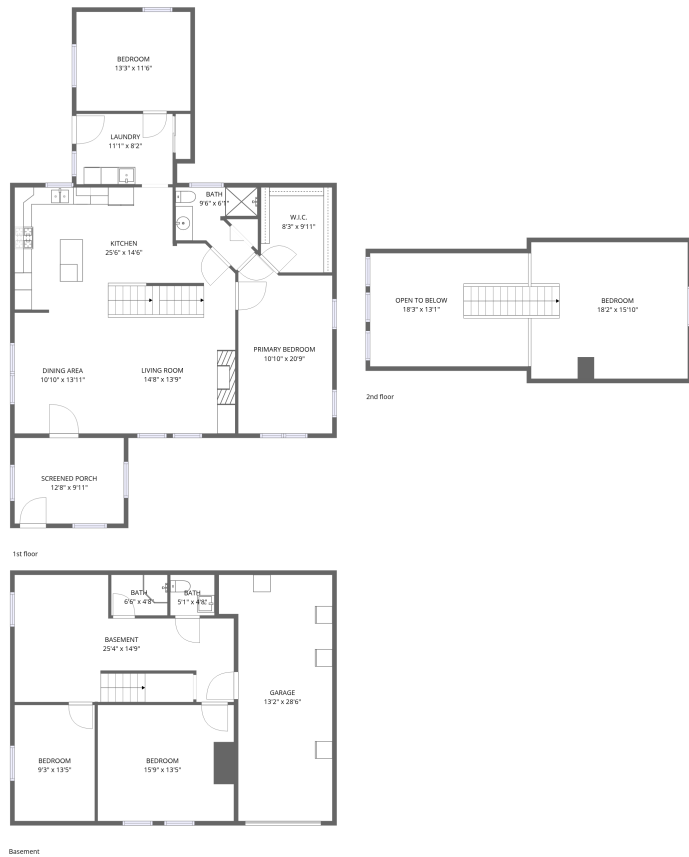 BEDROOM
13'3" x 11'6"
LAUNDRY
11'1" x 8'2"
BATH
9'6" x 6'1"
W.I.C.
8'3" x 9'11"
KITCHEN
25'6" x 14'6"
OPEN TO BELOW
18'3" x 13'1"
BEDROOM
18'2" x 15'10"
PRIMARY BEDROOM
10'10" x 20'9"
DINING AREA
10'10" x 13'11"
LIVING ROOM
14'8" x 13'9"
2nd floor
SCREENED PORCH
12'8" x 9'11"
1st floor
BATH
6'6" x 4'8"
BATH
5'1" x 4'8"
BASEMENT
25'4" x 14'9"
GARAGE
13'2" x 28'6"
BEDROOM
9'3" x 13'5"
BEDROOM
15'9" x 13'5"
Basement